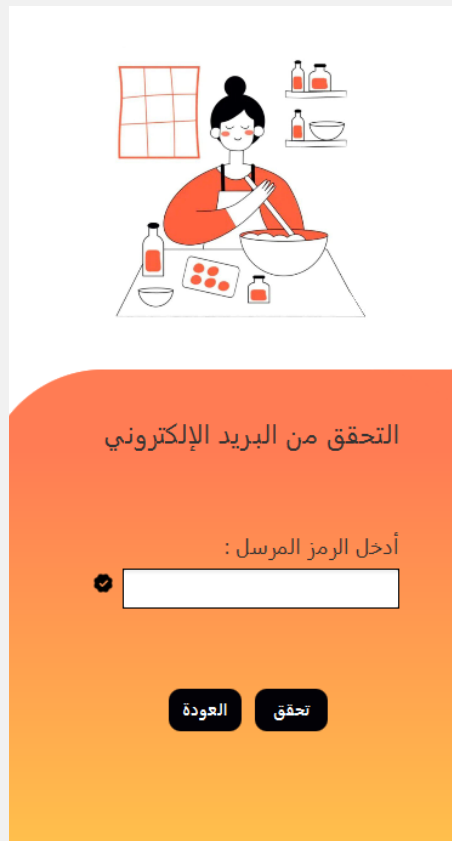 التحقق من البريد الإلكتروني
أدخل الرمز المرسل :
تحقق
العودة